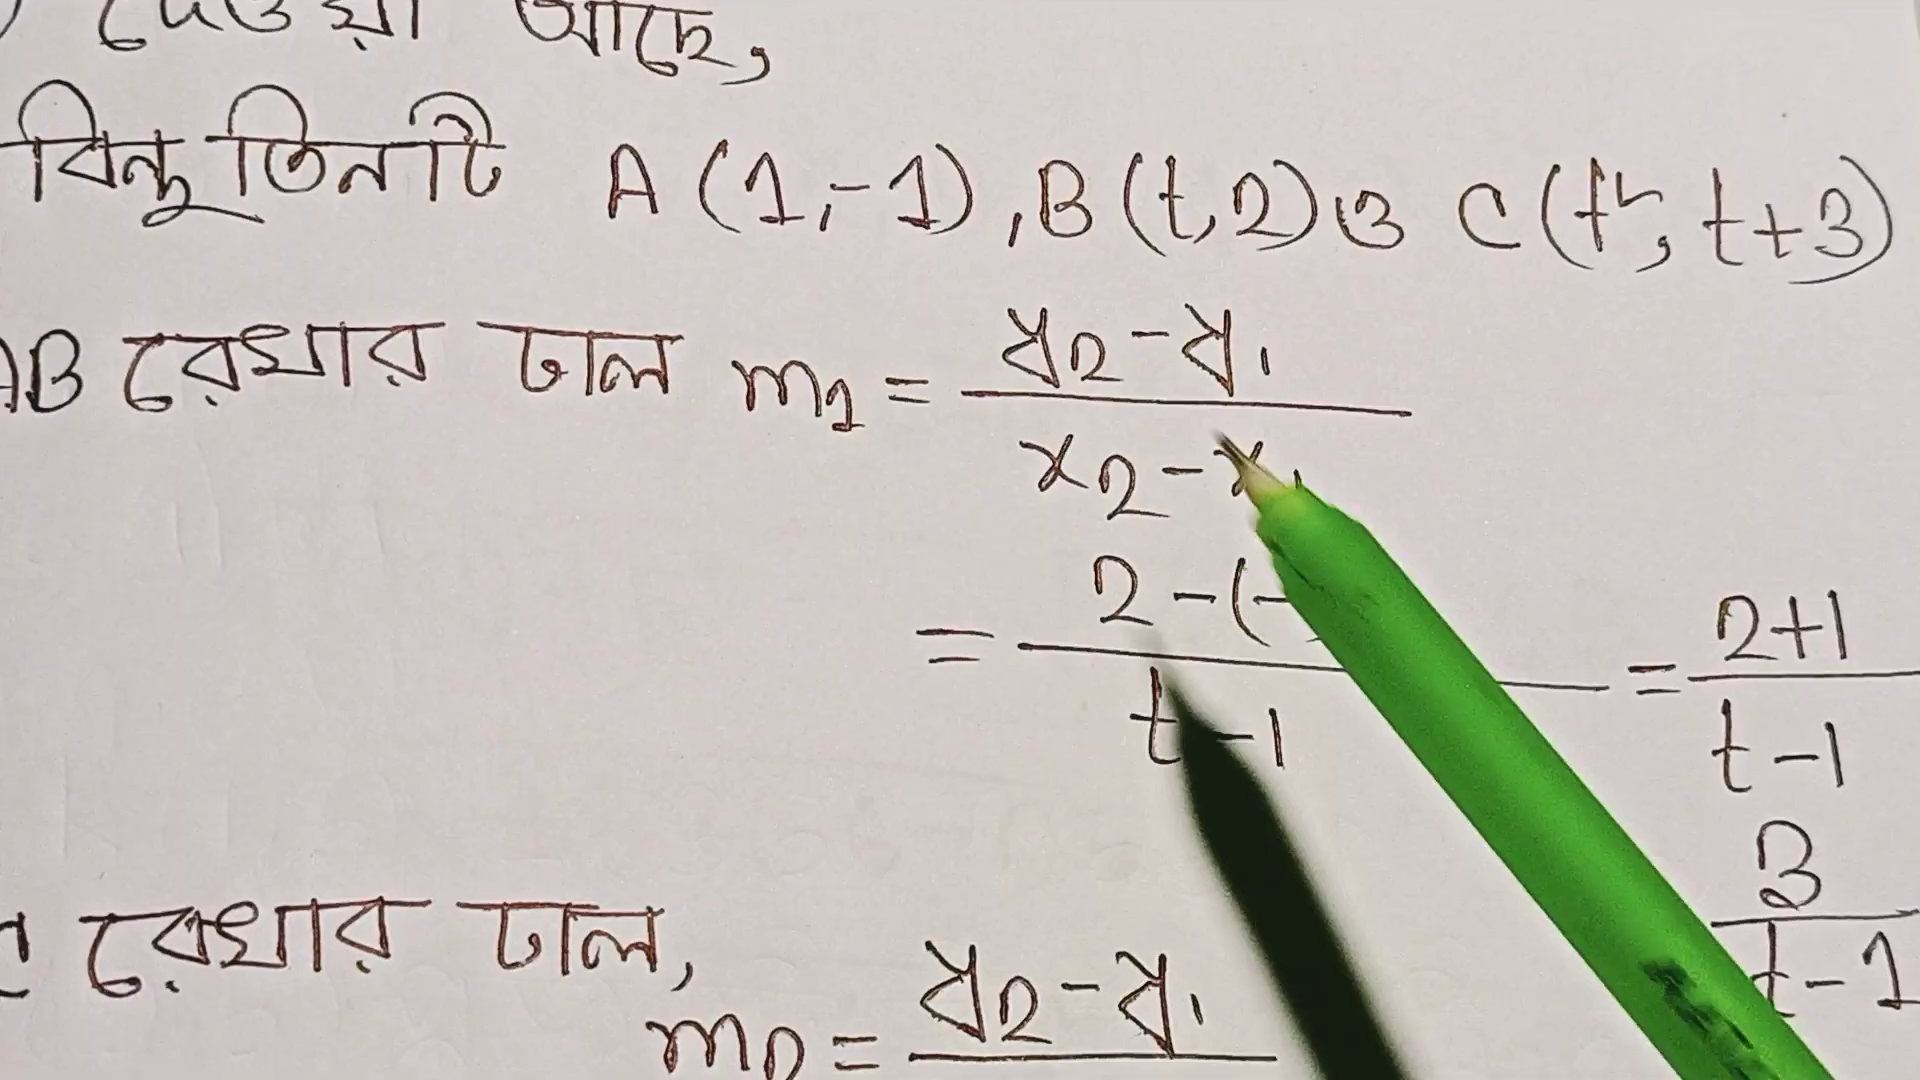 দেওয়া আছে,
বিন্দু তিনটি A(1,-1), B(t,2) ও C(t², t+3)
AB রেখার ঢাল m₁ = (y₂-y₁)/(x₂-x₁)
= (2-(-)/(t-1) = (2+1)/(t-1)
3/(t-1)
রেখার ঢাল,
m₂ = y₂-y₁